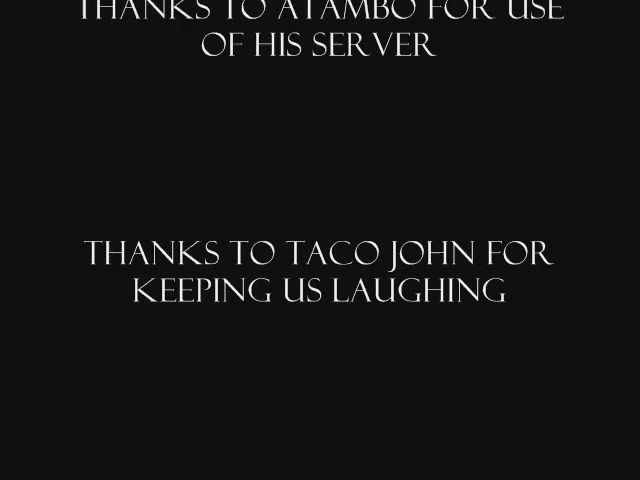 THANKS TO ATAMBO FOR USE
OF HIS SERVER
THANKS TO TACO JOHN FOR
KEEPING US LAUGHING